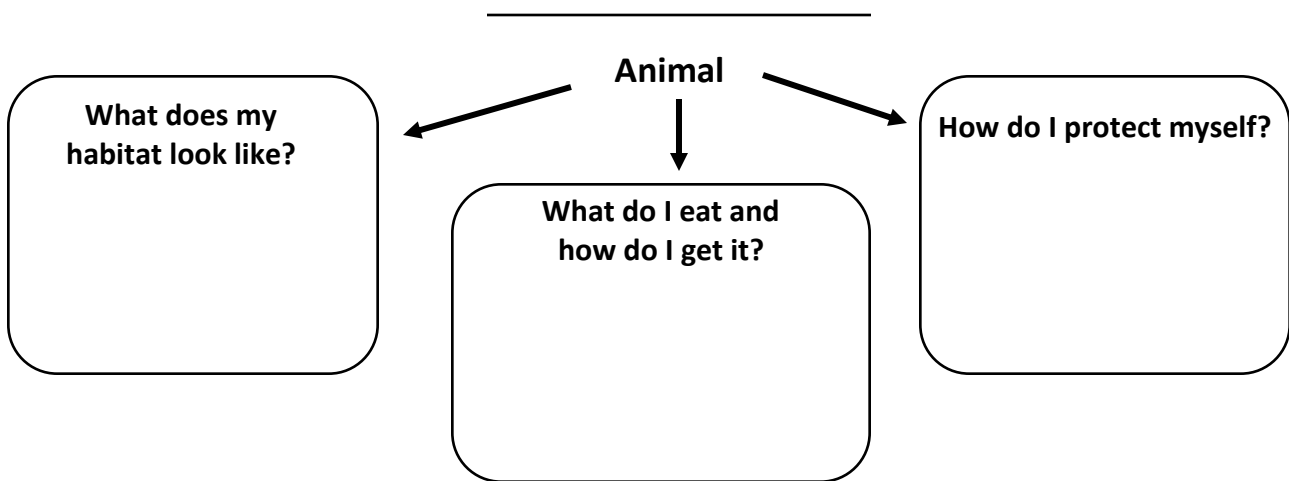 Animal
What does my
habitat look like?
What do I eat and
how do I get it?
How do I protect myself?